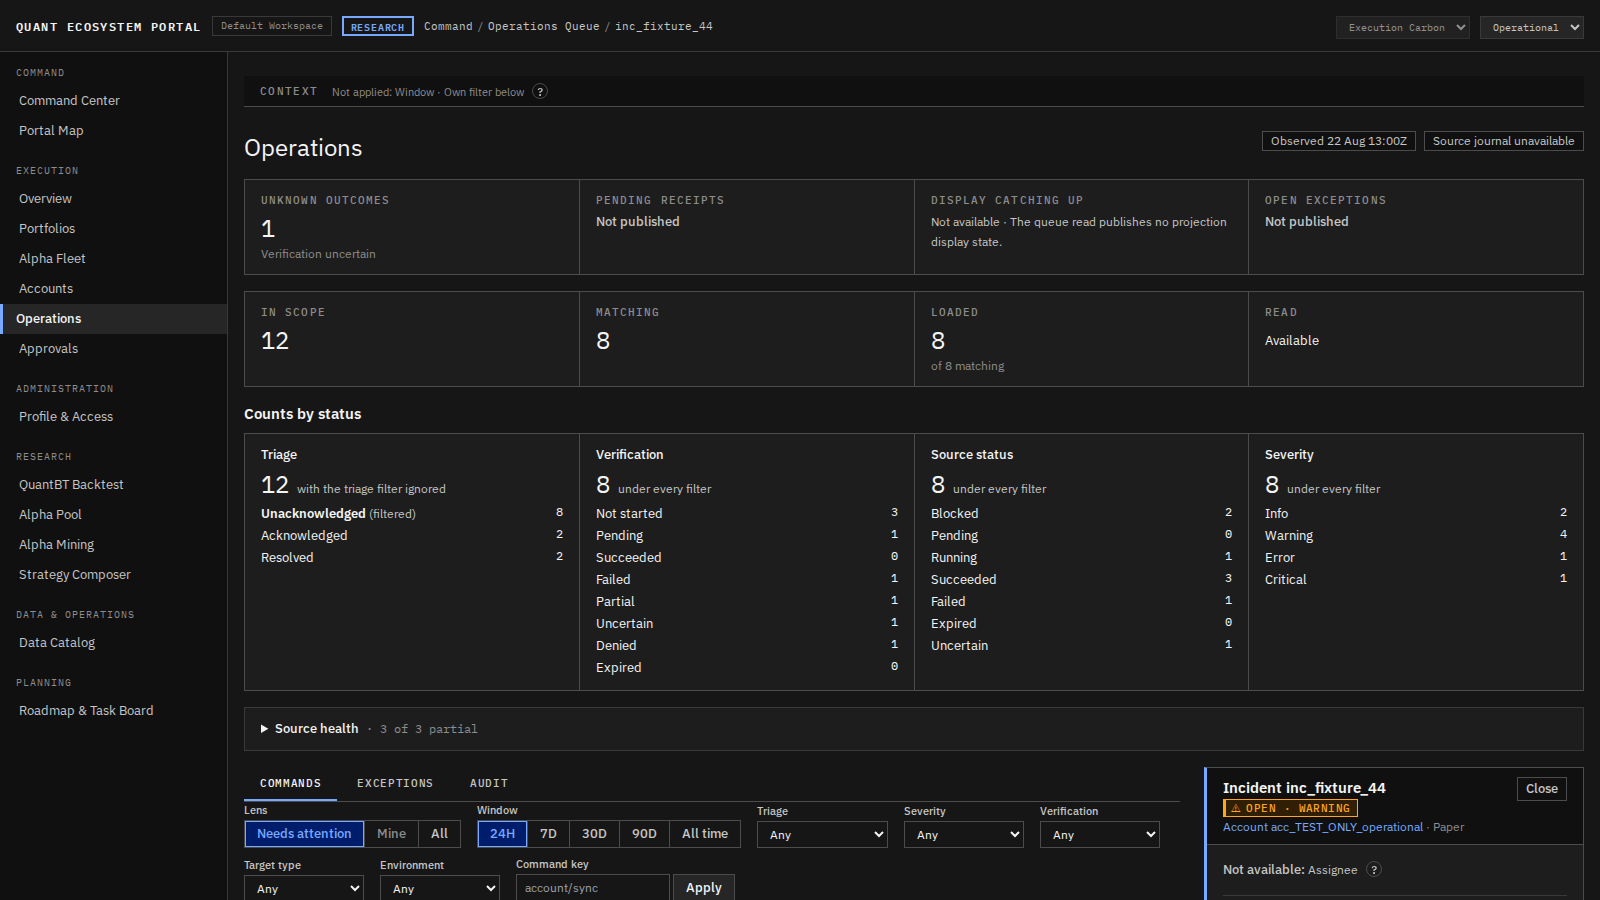 QUANT ECOSYSTEM PORTAL
Default Workspace
RESEARCH
Command / Operations Queue / inc_fixture_44
Execution Carbon
Operational
COMMAND
Command Center
Portal Map
EXECUTION
Overview
Portfolios
Alpha Fleet
Accounts
Operations
Approvals
ADMINISTRATION
Profile & Access
RESEARCH
QuantBT Backtest
Alpha Pool
Alpha Mining
Strategy Composer
DATA & OPERATIONS
Data Catalog
PLANNING
Roadmap & Task Board
CONTEXT Not applied: Window · Own filter below ?
Operations
Observed 22 Aug 13:00Z
Source journal unavailable
UNKNOWN OUTCOMES
1
Verification uncertain
PENDING RECEIPTS
Not published
DISPLAY CATCHING UP
Not available · The queue read publishes no projection
display state.
OPEN EXCEPTIONS
Not published
IN SCOPE
12
MATCHING
8
LOADED
8
of 8 matching
READ
Available
Counts by status
Triage
12 with the triage filter ignored
Unacknowledged (filtered) 8
Acknowledged 2
Resolved 2
Verification
8 under every filter
Not started 3
Pending 1
Succeeded 0
Failed 1
Partial 1
Uncertain 1
Denied 1
Expired 0
Source status
8 under every filter
Blocked 2
Pending 0
Running 1
Succeeded 3
Failed 1
Expired 0
Uncertain 1
Severity
8 under every filter
Info 2
Warning 4
Error 1
Critical 1
Source health · 3 of 3 partial
COMMANDS
EXCEPTIONS
AUDIT
Lens
Needs attention Mine All
Window
24H 7D 30D 90D All time
Triage
Any
Severity
Any
Verification
Any
Target type
Any
Environment
Any
Command key
account/sync
Apply
Incident inc_fixture_44
Close
⚠ OPEN · WARNING
Account acc_TEST_ONLY_operational · Paper
Not available: Assignee ?